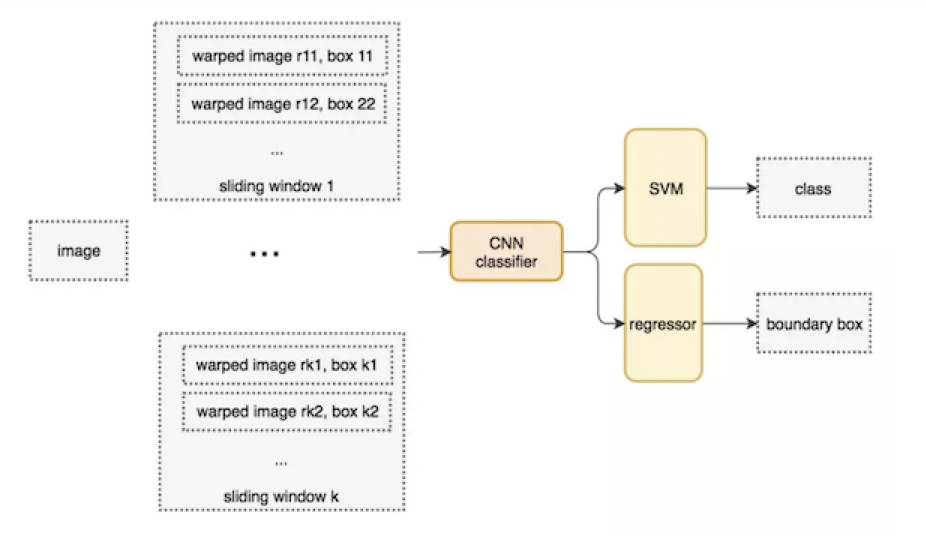 warped image r11, box 11
warped image r12, box 22
...
sliding window 1
image
...
CNN
classifier
SVM
class
regressor
boundary box
warped image rk1, box k1
warped image rk2, box k2
...
sliding window k